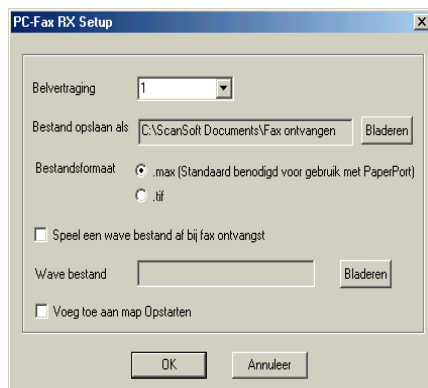 PC-Fax RX Setup
Belvertraging 1
Bestand opslaan als C:\ScanSoft Documents\Fax ontvangen Bladeren
Bestandsformaat .max (Standaard benodigd voor gebruik met PaperPort)
.tif
Speel een wave bestand af bij fax ontvangst
Wave bestand Bladeren
Voeg toe aan map Opstarten
OK Annuleer